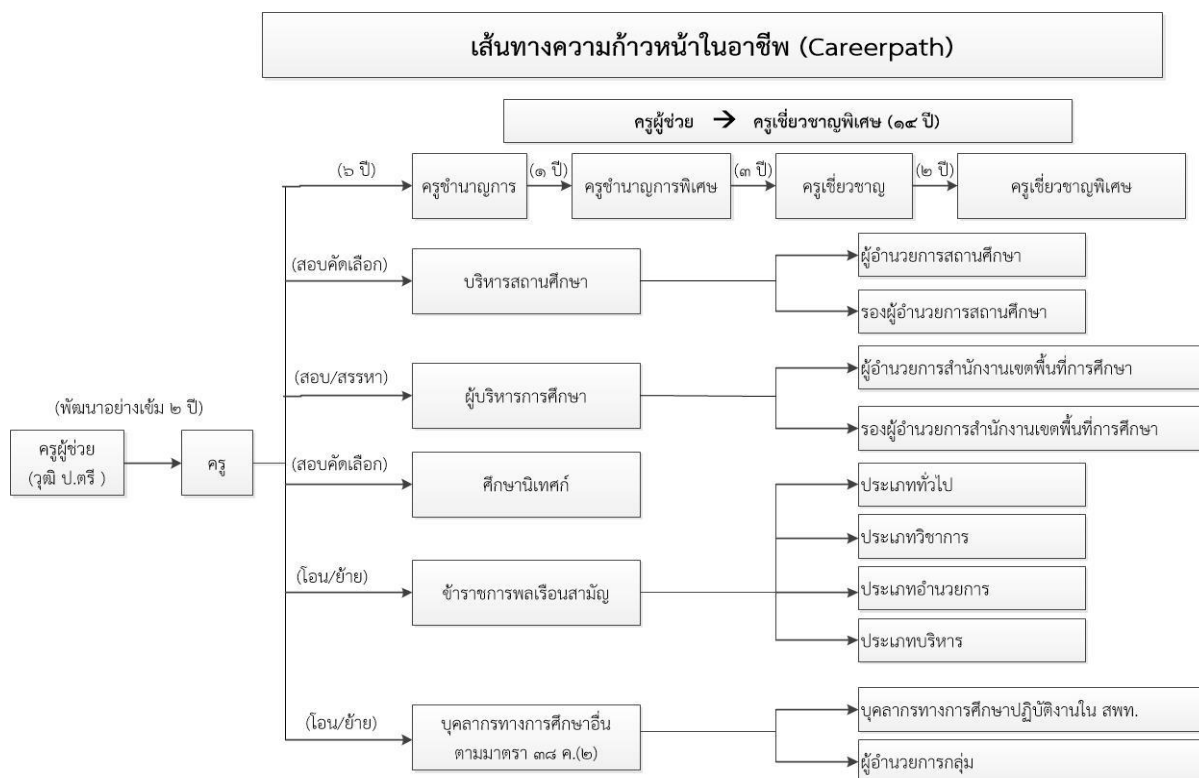 เส้นทางความก้าวหน้าในอาชีพ (Careerpath)
ครูผู้ช่วย → ครูเชี่ยวชาญพิเศษ (๑๔ ปี)
(๖ ปี)
ครูชำนาญการ
(๑ ปี)
ครูชำนาญการพิเศษ
(๓ ปี)
ครูเชี่ยวชาญ
(๒ ปี)
ครูเชี่ยวชาญพิเศษ
(สอบคัดเลือก)
บริหารสถานศึกษา
ผู้อำนวยการสถานศึกษา
รองผู้อำนวยการสถานศึกษา
(สอบ/สรรหา)
ผู้บริหารการศึกษา
ผู้อำนวยการสำนักงานเขตพื้นที่การศึกษา
รองผู้อำนวยการสำนักงานเขตพื้นที่การศึกษา
(พัฒนาอย่างเข้ม ๒ ปี)
ครูผู้ช่วย
(วุฒิ ป.ตรี )
ครู
(สอบคัดเลือก)
ศึกษานิเทศก์
(โอน/ย้าย)
ข้าราชการพลเรือนสามัญ
ประเภททั่วไป
ประเภทวิชาการ
ประเภทอำนวยการ
ประเภทบริหาร
(โอน/ย้าย)
บุคลากรทางการศึกษาอื่น
ตามมาตรา ๓๘ ค.(๒)
บุคลากรทางการศึกษาปฏิบัติงานใน สพท.
ผู้อำนวยการกลุ่ม